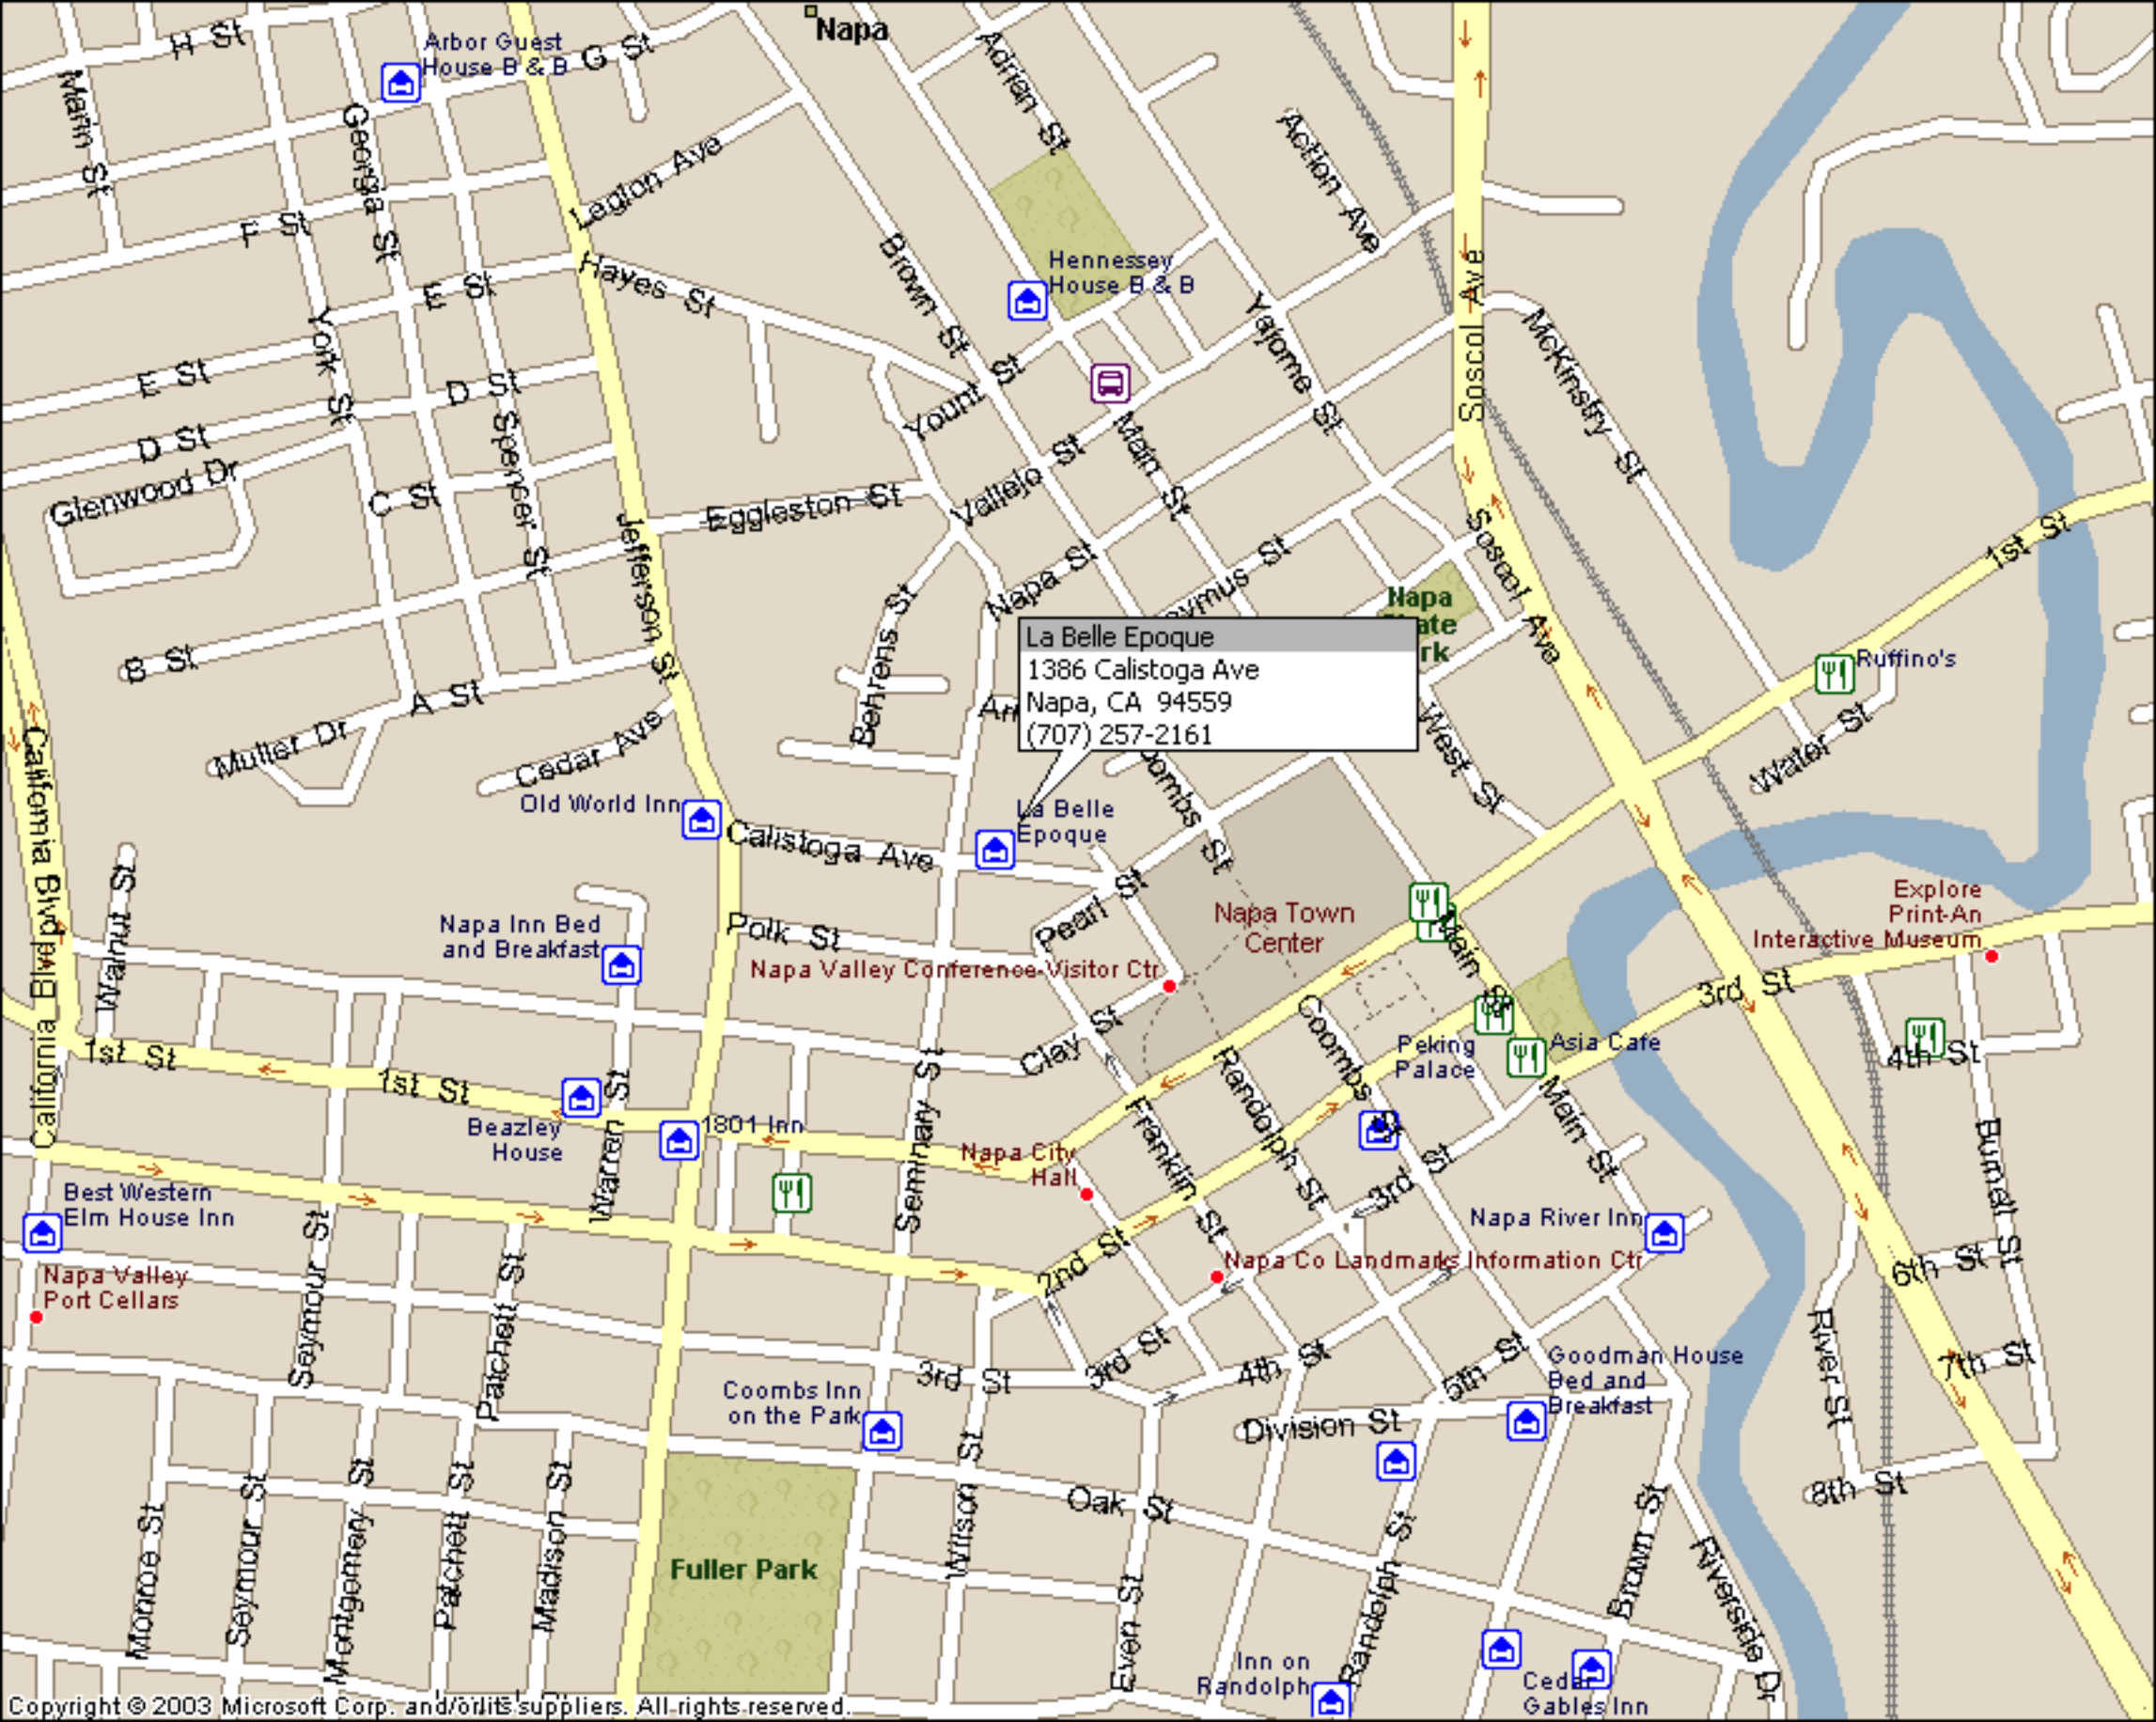 Napa
H St
Arbor Guest
House B & B
G St
Adrian St
Marin St
Georgia St
Legion Ave
Action Ave
F St
Brown St
Hennessey
House B & B
Hayes St
E St
Soscol Ave
McKinstry St
York St
Yajome St
E St
D St
Yount St
D St
Spencer St
Main St
Glenwood Dr
C St
Vallejo St
Eggleston St
Jefferson St
1st St
Soscol Ave
Napa St
Behrens St
Napa
B St
La Belle Epoque
1386 Calistoga Ave
Napa, CA 94559
(707) 257-2161
Ruffino's
A St
Muller Dr
Cedar Ave
West St
Water St
California Blvd
Old World Inn
La Belle
Epoque
Calistoga Ave
Walnut St
Pearl St
Napa Inn Bed
and Breakfast
Polk St
Napa Town
Center
Main St
Explore
Print-An
Interactive Museum
Napa Valley Conference-Visitor Ctr
3rd St
California Blvd
1st St
Clay St
Coombs St
Peking
Palace
Asia Cafe
4th St
1st St
Randolph St
Main St
Beazley
House
1801 Inn
Warren St
Seminary St
Franklin St
Napa City
Hall
Burnell St
Best Western
Elm House Inn
3rd St
Napa River Inn
Seymour St
Patchett St
2nd St
Napa Co Landmarks Information Ctr
6th St
Napa Valley
Port Cellars
River St
7th St
3rd St
3rd St
4th St
5th St
Goodman House
Bed and
Breakfast
Coombs Inn
on the Park
Division St
8th St
Monroe St
Seymour St
Montgomery St
Patchett St
Madison St
Wilson St
Oak St
Even St
Randolph St
Brown St
Riverside Dr
Fuller Park
Inn on
Randolph
Cedar
Gables Inn
Copyright © 2003 Microsoft Corp. and/or its suppliers. All rights reserved.